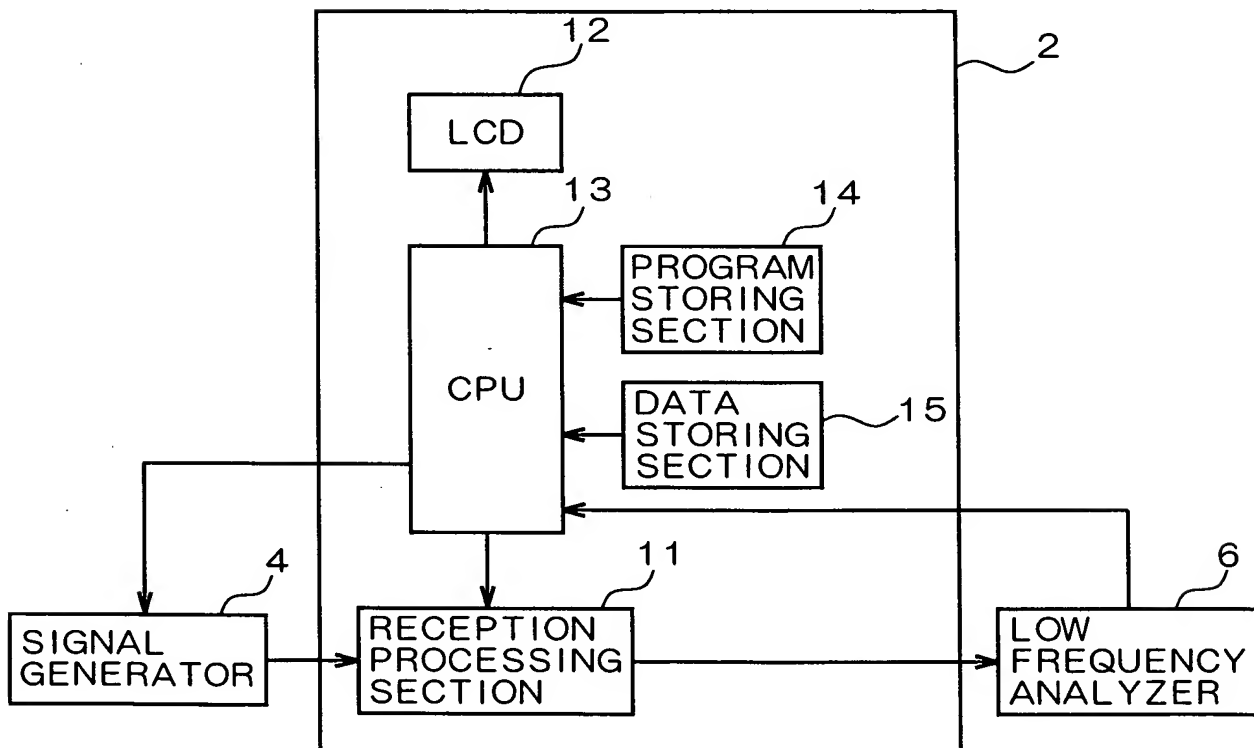 12
2
LCD
13
14
PROGRAM
STORING
SECTION
CPU
DATA
STORING
SECTION
15
4
11
6
SIGNAL
GENERATOR
RECEPTION
PROCESSING
SECTION
LOW
FREQUENCY
ANALYZER